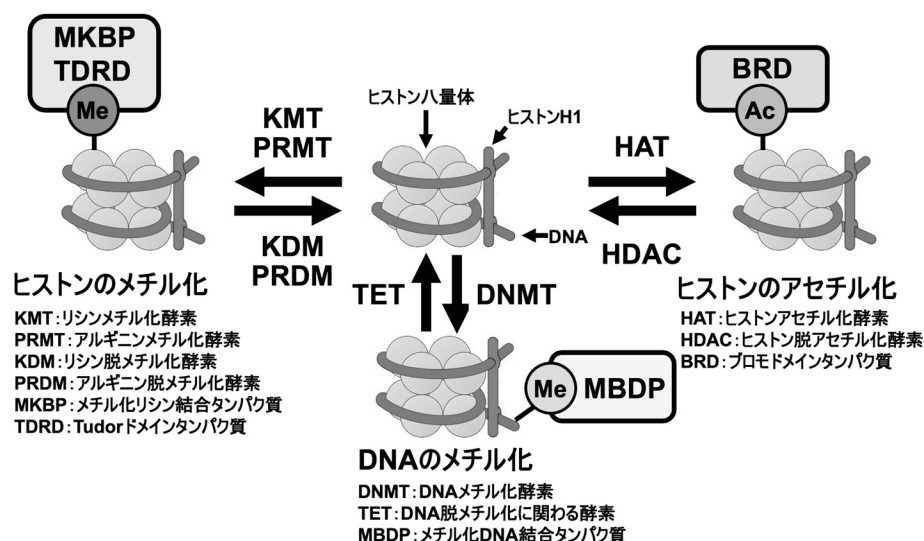 MKBP
TDRD
Me
KMT
PRMT
KDM
PRDM
ヒストン八量体
ヒストンH1
DNA
HAT
HDAC
BRD
Ac
TET
DNMT
Me
MBDP
ヒストンのメチル化
KMT:リシンメチル化酵素
PRMT:アルギニンメチル化酵素
KDM:リシン脱メチル化酵素
PRDM:アルギニン脱メチル化酵素
MKBP:メチル化リシン結合タンパク質
TDRD:Tudorドメインタンパク質
ヒストンのアセチル化
HAT:ヒストンアセチル化酵素
HDAC:ヒストン脱アセチル化酵素
BRD:ブロモドメインタンパク質
DNAのメチル化
DNMT:DNAメチル化酵素
TET:DNA脱メチル化に関わる酵素
MBDP:メチル化DNA結合タンパク質